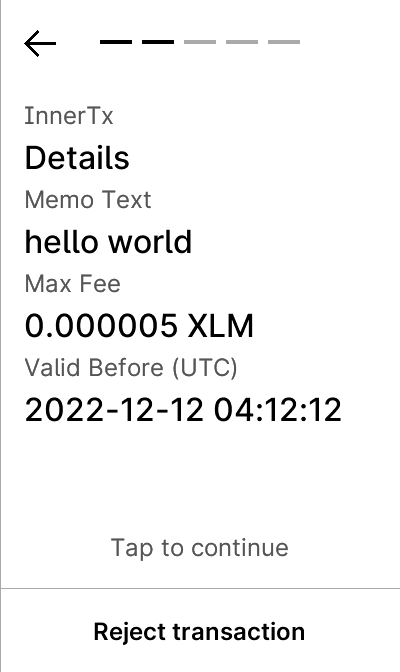 InnerTx
Details
Memo Text
hello world
Max Fee
0.000005 XLM
Valid Before (UTC)
2022-12-12 04:12:12
Tap to continue
Reject transaction